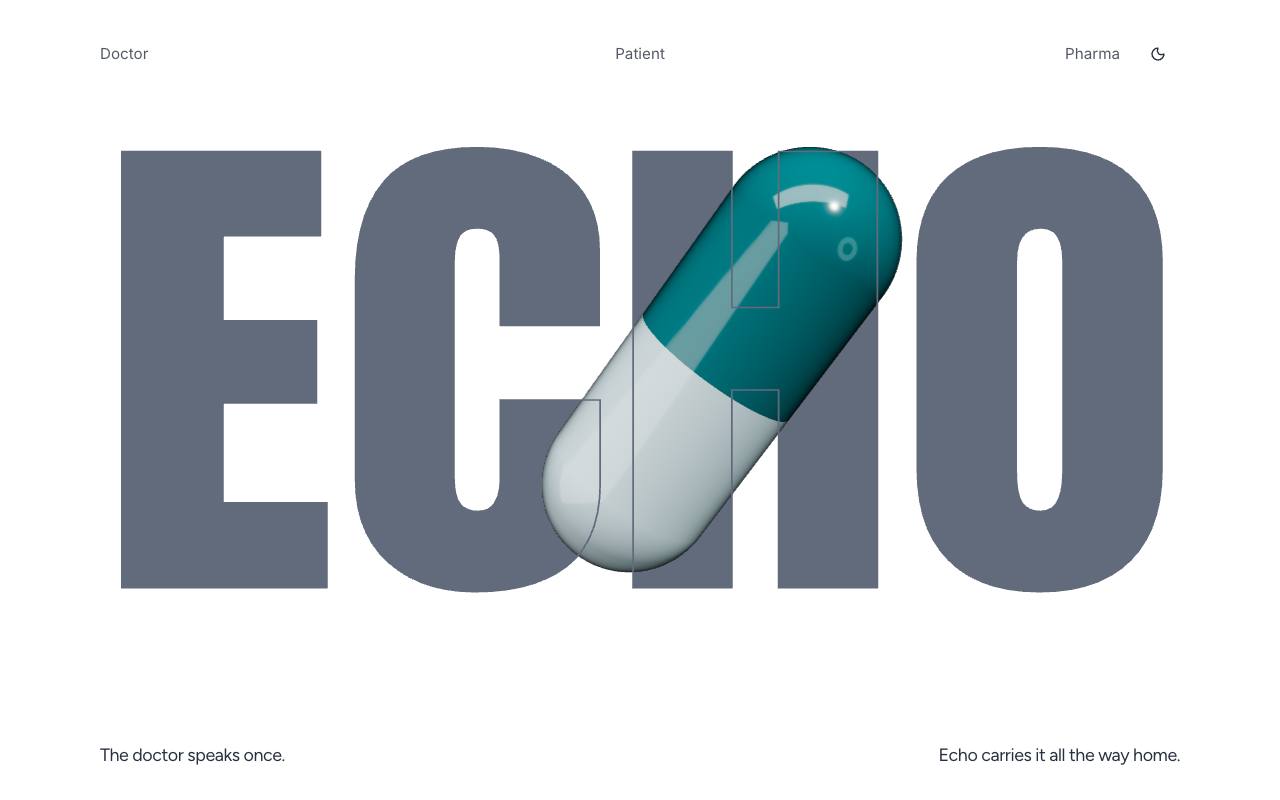 Doctor
Patient
Pharma
ECHO
The doctor speaks once.
Echo carries it all the way home.